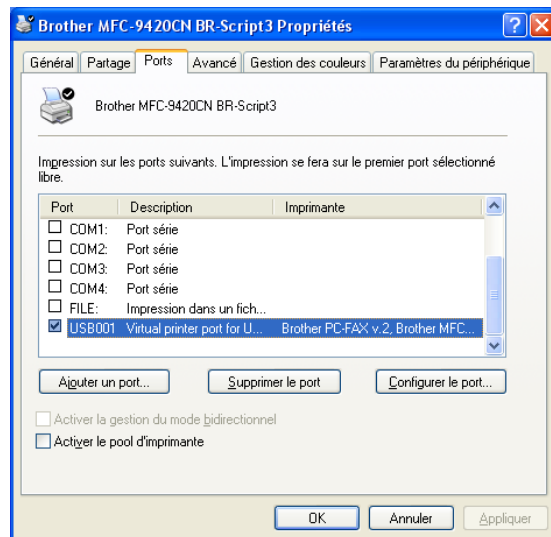 Brother MFC-9420CN BR-Script3 Propriétés
Général Partage Ports Avancé Gestion des couleurs Paramètres du périphérique
Brother MFC-9420CN BR-Script3
Impression sur les ports suivants. L'impression se fera sur le premier port sélectionné
libre.
Port Description Imprimante
COM1: Port série
COM2: Port série
COM3: Port série
COM4: Port série
FILE: Impression dans un fich...
USB001 Virtual printer port for U... Brother PC-FAX v.2, Brother MFC...
Ajouter un port... Supprimer le port Configurer le port...
Activer la gestion du mode bidirectionnel
Activer le pool d'imprimante
OK Annuler Appliquer